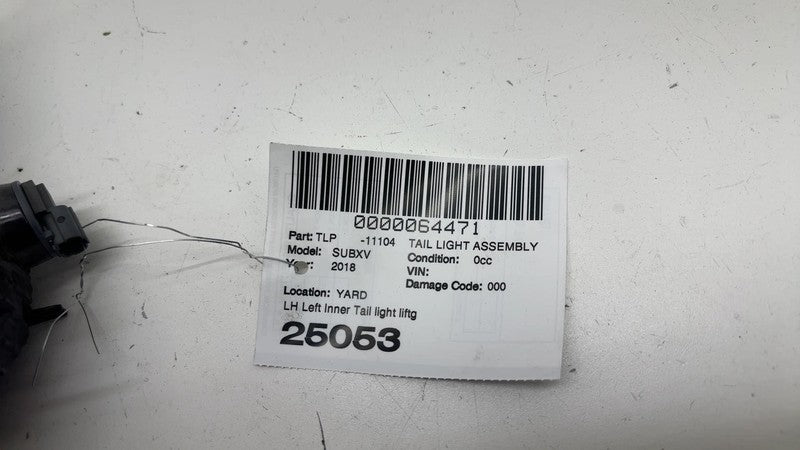 0000064471
Part: TLP -11104 TAIL LIGHT ASSEMBLY
Model: SUBXV Condition: 0cc
Year: 2018 VIN:
Damage Code: 000
Location: YARD
LH Left Inner Tail light liftg
25053